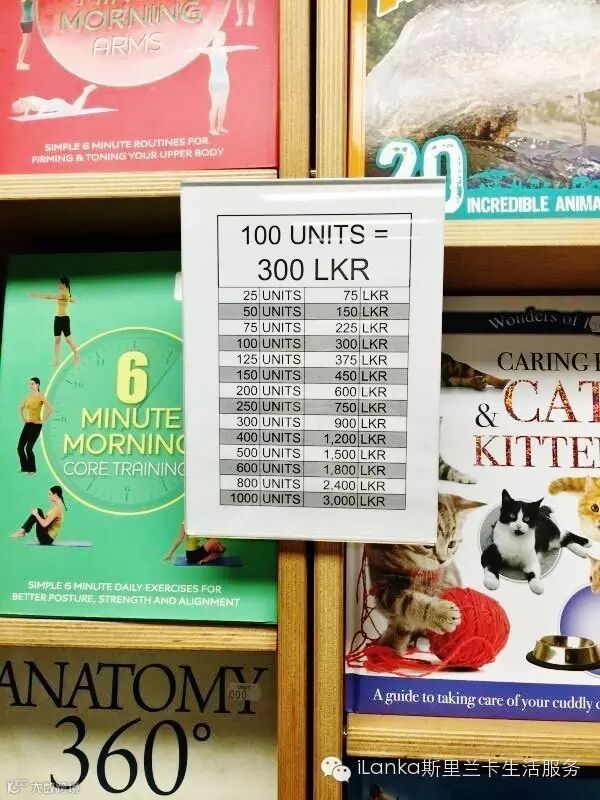 MORNING
ARMS
SIMPLE 6 MINUTE ROUTINES FOR
FIRMING & TONING YOUR UPPER BODY
20
INCREDIBLE ANIMA
100 UNITS =
300 LKR
25 UNITS 75 LKR
50 UNITS 150 LKR
75 UNITS 225 LKR
100 UNITS 300 LKR
125 UNITS 375 LKR
150 UNITS 450 LKR
200 UNITS 600 LKR
250 UNITS 750 LKR
300 UNITS 900 LKR
400 UNITS 1,200 LKR
500 UNITS 1,500 LKR
600 UNITS 1,800 LKR
800 UNITS 2,400 LKR
1000 UNITS 3,000 LKR
6
MINUTE
MORNING
CORE TRAINING
SIMPLE 6 MINUTE DAILY EXERCISES FOR
BETTER POSTURE, STRENGTH AND ALIGNMENT
Wonders of
CARING
& CAT
KITTE
A guide to taking care of your cuddly
ANATOMY
360°
iLanka斯里兰卡生活服务
大数跨境